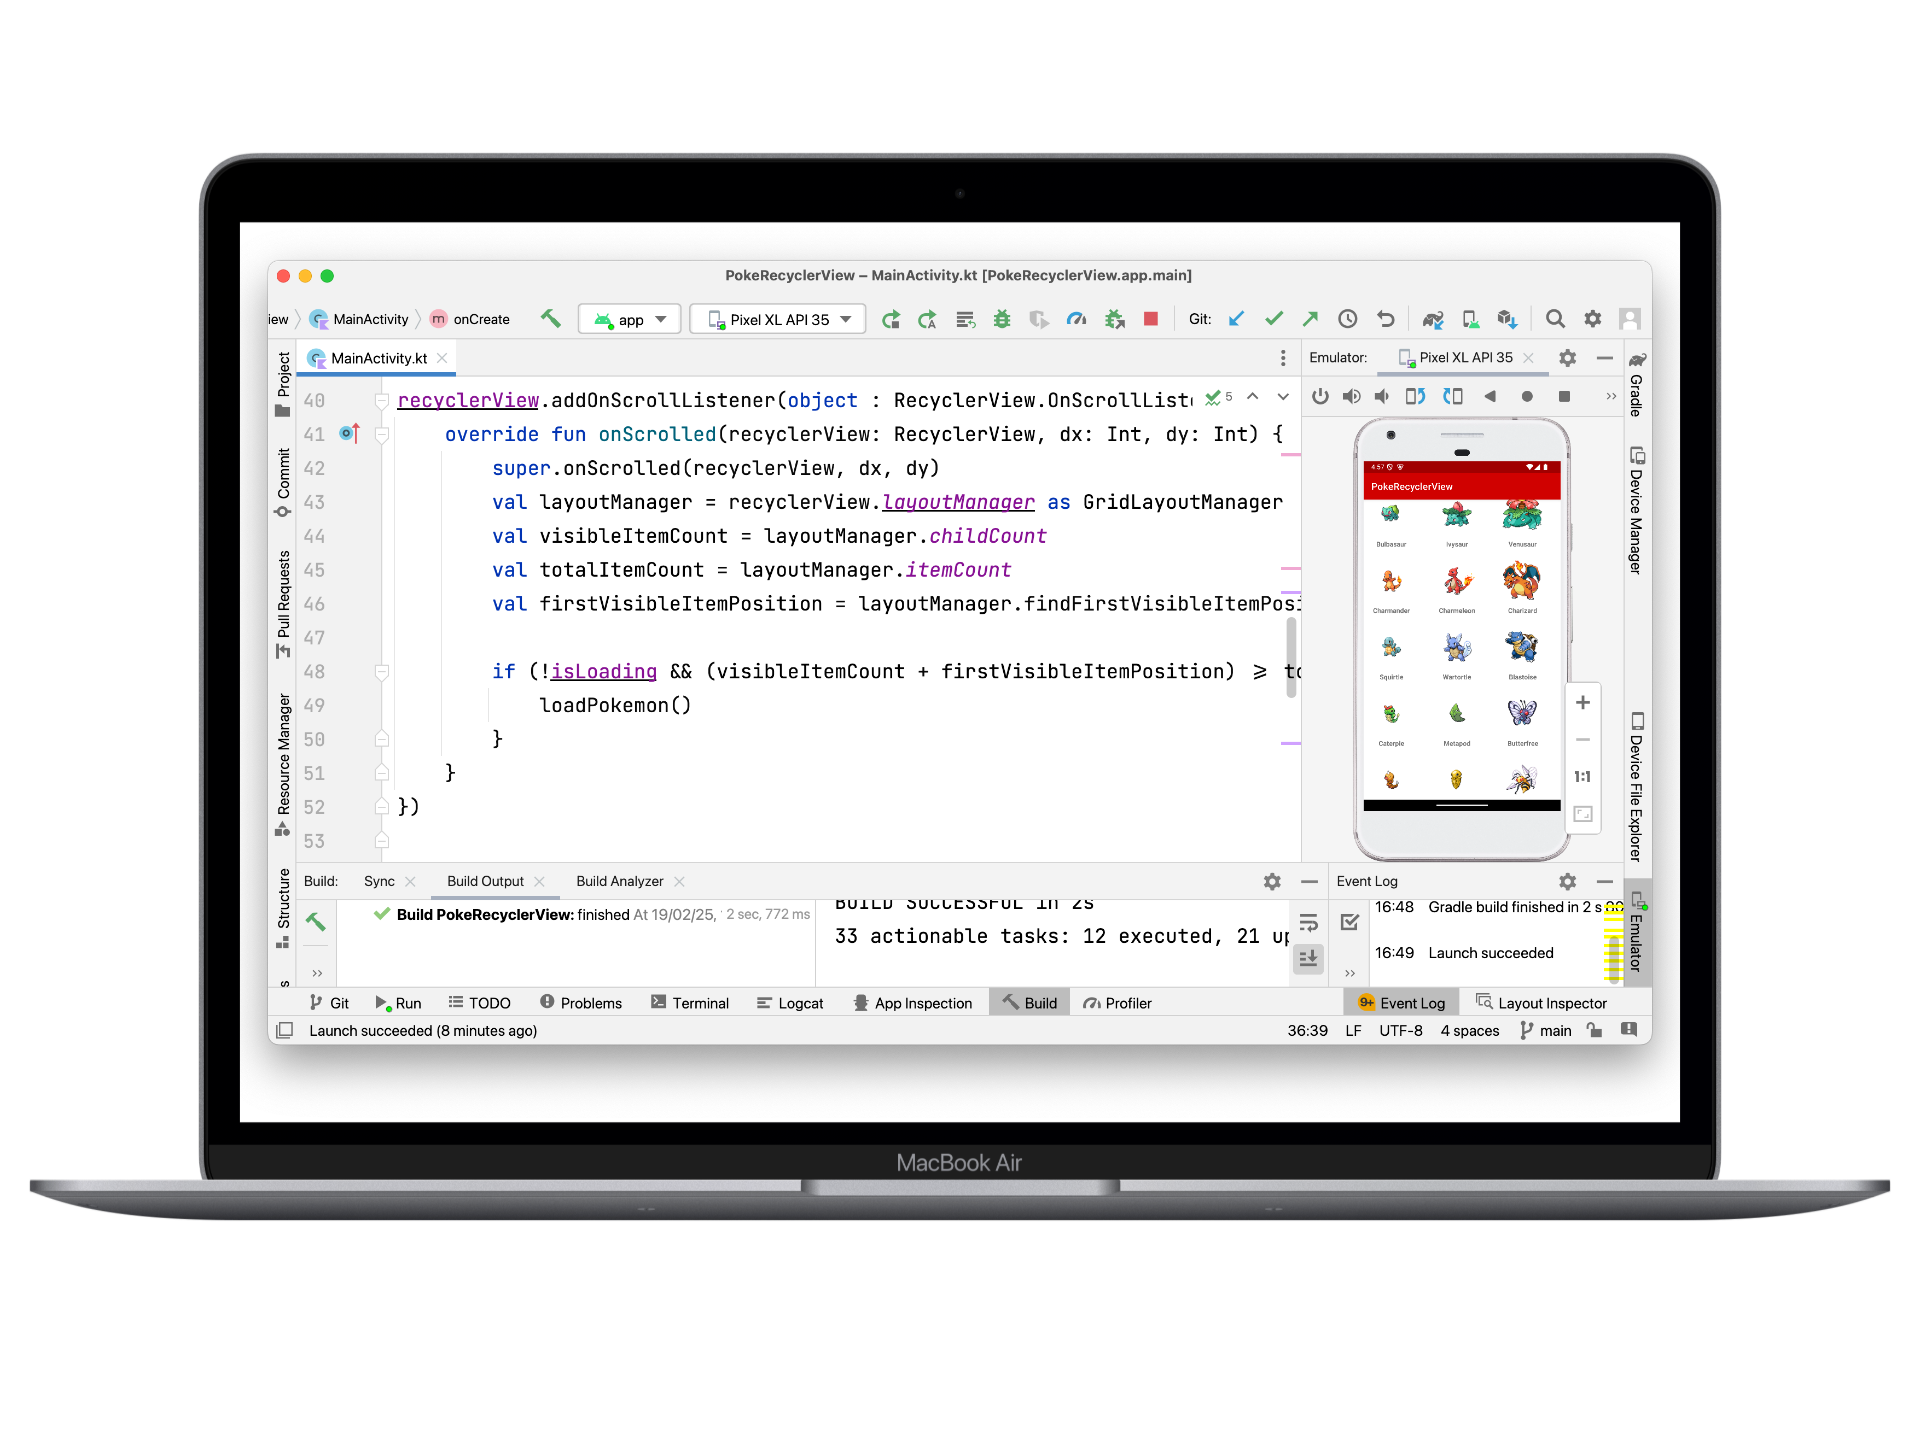 PokeRecyclerView – MainActivity.kt [PokeRecyclerView.app.main]
iew MainActivity m onCreate app Pixel XL API 35 Git:
MainActivity.kt
Emulator: Pixel XL API 35
Project
Commit
Pull Requests
Resource Manager
Structure
s
40 recyclerView.addOnScrollListener(object : RecyclerView.OnScrollListe 5
41 override fun onScrolled(recyclerView: RecyclerView, dx: Int, dy: Int) {
42 super.onScrolled(recyclerView, dx, dy)
43 val layoutManager = recyclerView.layoutManager as GridLayoutManager
44 val visibleItemCount = layoutManager.childCount
45 val totalItemCount = layoutManager.itemCount
46 val firstVisibleItemPosition = layoutManager.findFirstVisibleItemPosi
47
48 if (!isLoading && (visibleItemCount + firstVisibleItemPosition) >= to
49 loadPokemon()
50 }
51 }
52 })
53
4:57
PokeRecyclerView
Bulbasaur Ivysaur Venusaur
Charmander Charmeleon Charizard
Squirtle Wartortle Blastoise
Caterpie Metapod Butterfree
1:1
Gradle
Device Manager
Device File Explorer
Emulator
Build: Sync Build Output Build Analyzer
Build PokeRecyclerView: finished At 19/02/25, 2 sec, 772 ms
BUILD SUCCESSFUL in 2s
33 actionable tasks: 12 executed, 21 up
Event Log
16:48 Gradle build finished in 2 s
16:49 Launch succeeded
Git Run TODO Problems Terminal Logcat App Inspection Build Profiler 9+ Event Log Layout Inspector
Launch succeeded (8 minutes ago) 36:39 LF UTF-8 4 spaces main
MacBook Air